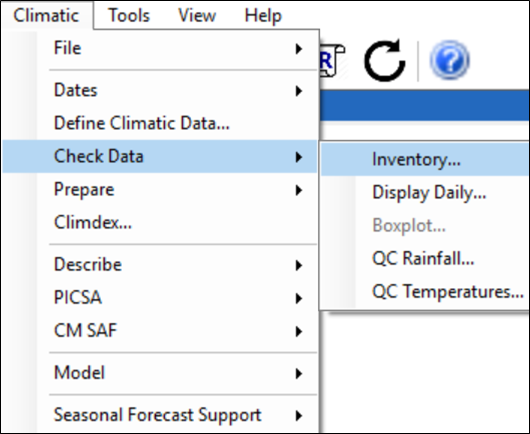 Climatic Tools View Help
File
R
Dates
Define Climatic Data...
Check Data
Inventory...
Prepare
Display Daily...
Climdex...
Boxplot...
Describe
QC Rainfall...
PICSA
QC Temperatures...
CM SAF
Model
Seasonal Forecast Support